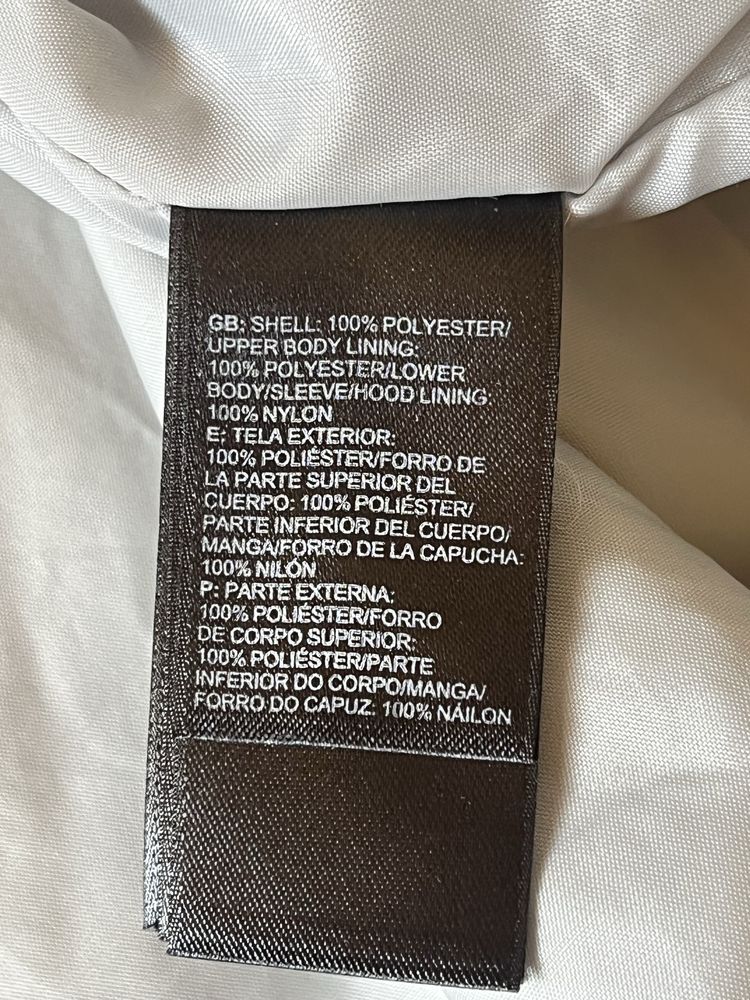 GB: SHELL: 100% POLYESTER/
UPPER BODY LINING:
100% POLYESTER/LOWER
BODY/SLEEVE/HOOD LINING:
100% NYLON
E: TELA EXTERIOR:
100% POLIÉSTER/FORRO DE
LA PARTE SUPERIOR DEL
CUERPO: 100% POLIÉSTER/
PARTE INFERIOR DEL CUERPO/
MANGA/FORRO DE LA CAPUCHA:
100% NILÓN
P: PARTE EXTERNA:
100% POLIÉSTER/FORRO
DE CORPO SUPERIOR:
100% POLIÉSTER/PARTE
INFERIOR DO CORPO/MANGA/
FORRO DO CAPUZ: 100% NÁILON